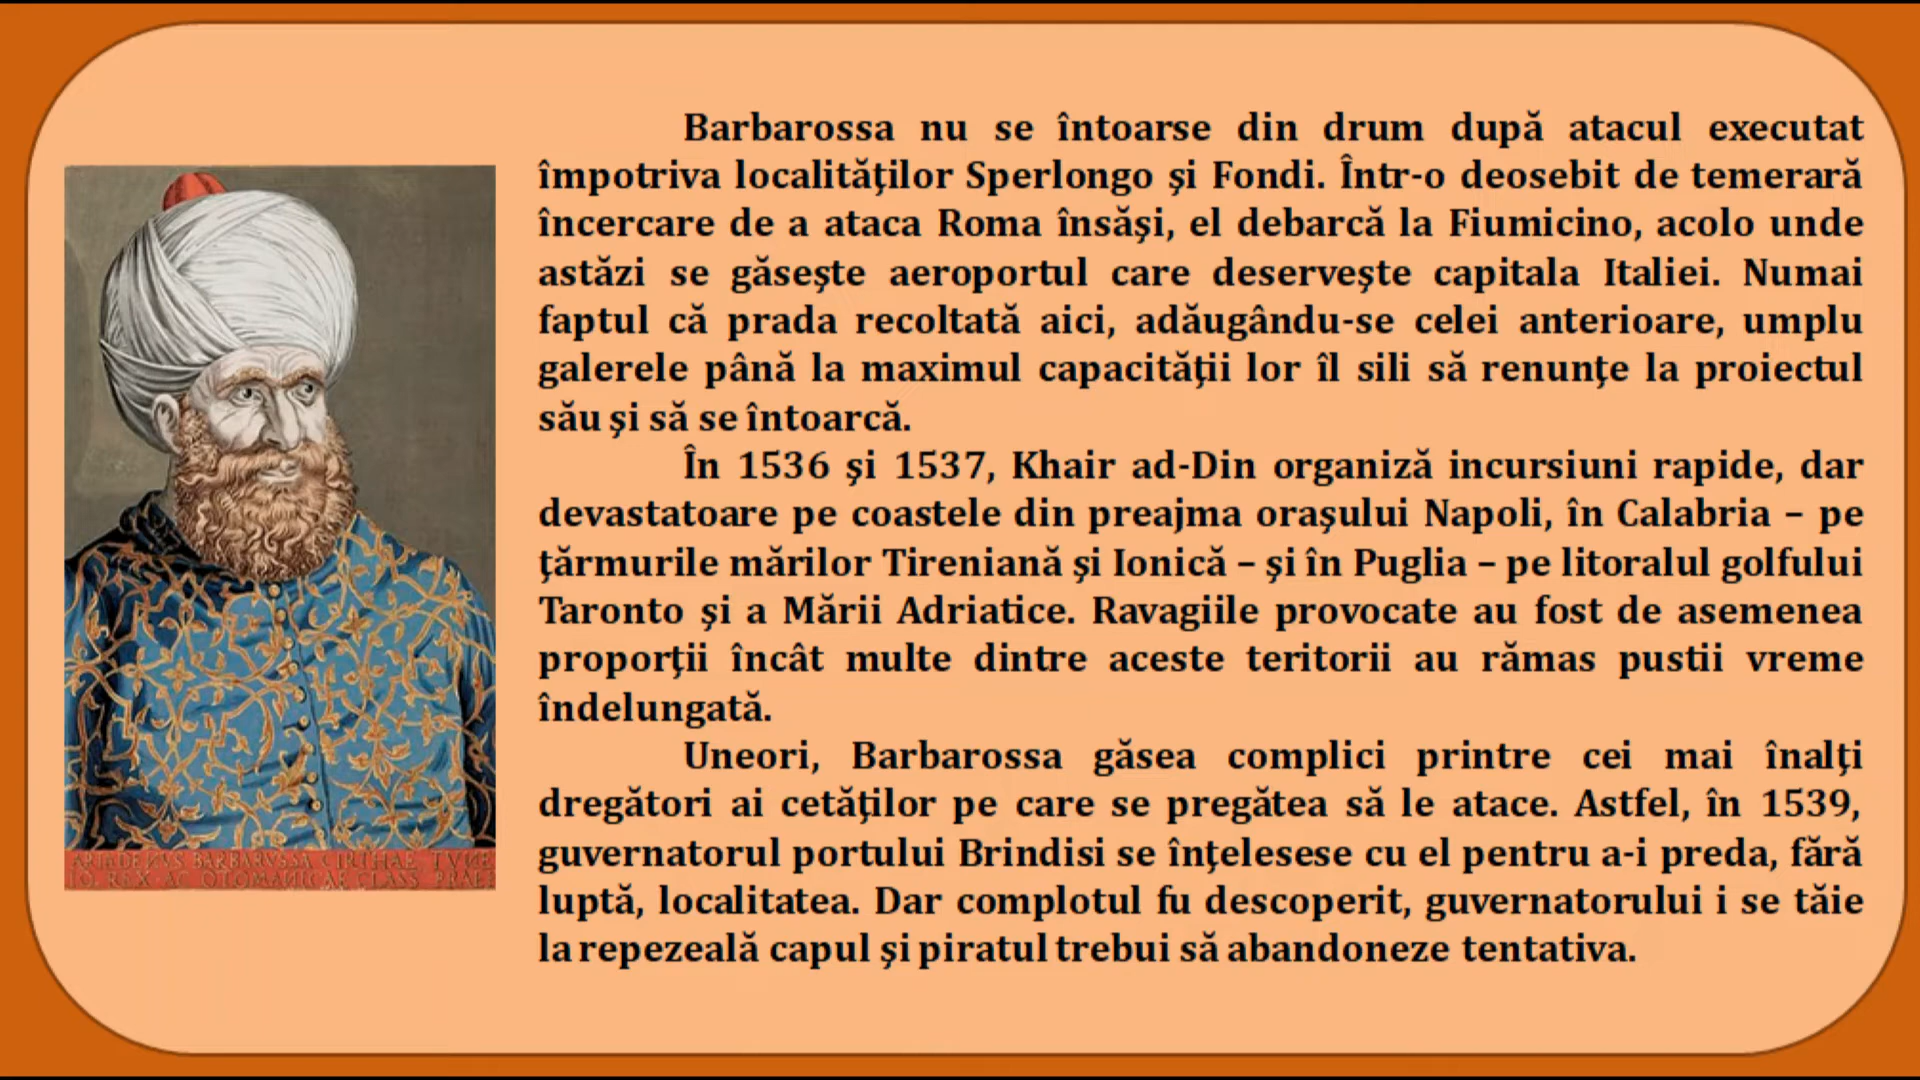 Barbarossa nu se întoarse din drum după atacul executat
împotriva localităţilor Sperlongo şi Fondi. Într-o deosebit de temerară
încercare de a ataca Roma însăşi, el debarcă la Fiumicino, acolo unde
astăzi se găseşte aeroportul care deserveşte capitala Italiei. Numai
faptul că prada recoltată aici, adăugându-se celei anterioare, umplu
galerele până la maximul capacităţii lor îl sili să renunţe la proiectul
său şi să se întoarcă.
În 1536 şi 1537, Khair ad-Din organiză incursiuni rapide, dar
devastatoare pe coastele din preajma oraşului Napoli, în Calabria – pe
ţărmurile mărilor Tireniană şi Ionică – şi în Puglia – pe litoralul golfului
Taronto şi a Mării Adriatice. Ravagiile provocate au fost de asemenea
proporţii încât multe dintre aceste teritorii au rămas pustii vreme
îndelungată.
Uneori, Barbarossa găsea complici printre cei mai înalţi
dregători ai cetăţilor pe care se pregătea să le atace. Astfel, în 1539,
guvernatorul portului Brindisi se înţelesese cu el pentru a-i preda, fără
luptă, localitatea. Dar complotul fu descoperit, guvernatorului i se tăie
la repezeală capul şi piratul trebui să abandoneze tentativa.
BARBARVSSA CIRTHAE TVNE
REX AC OTOMANICAE CLASS PRAE